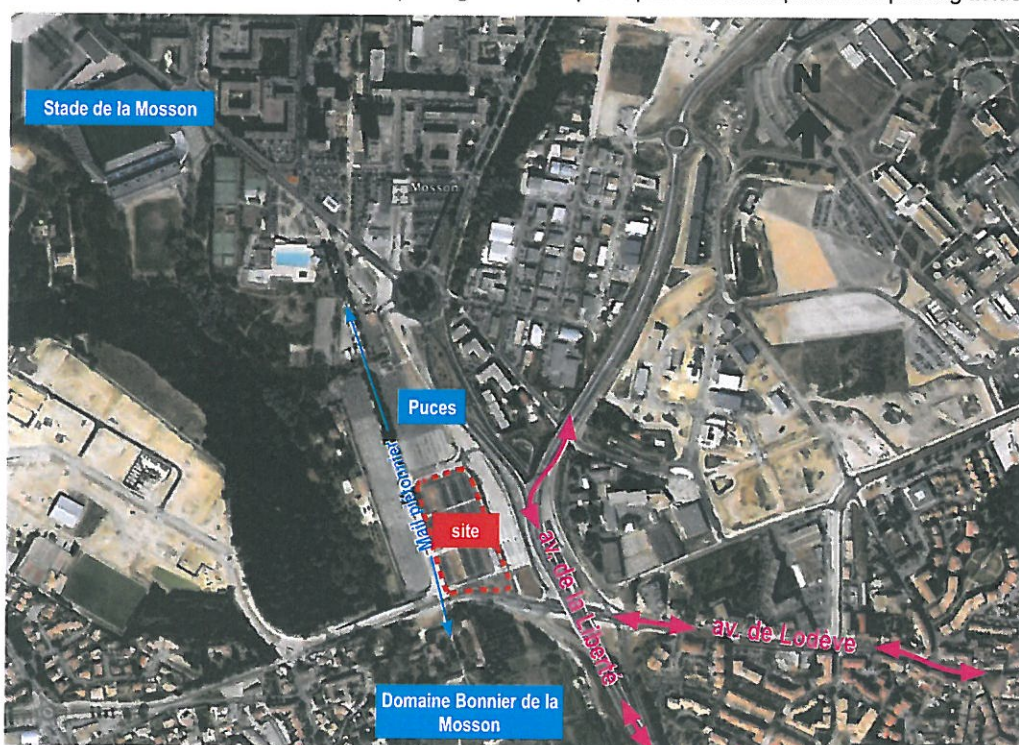 Stade de la Mosson
N
Mosson
Puces
Mail piétonnier
site
av. de la Liberté
av. de Lodève
Domaine Bonnier de la
Mosson